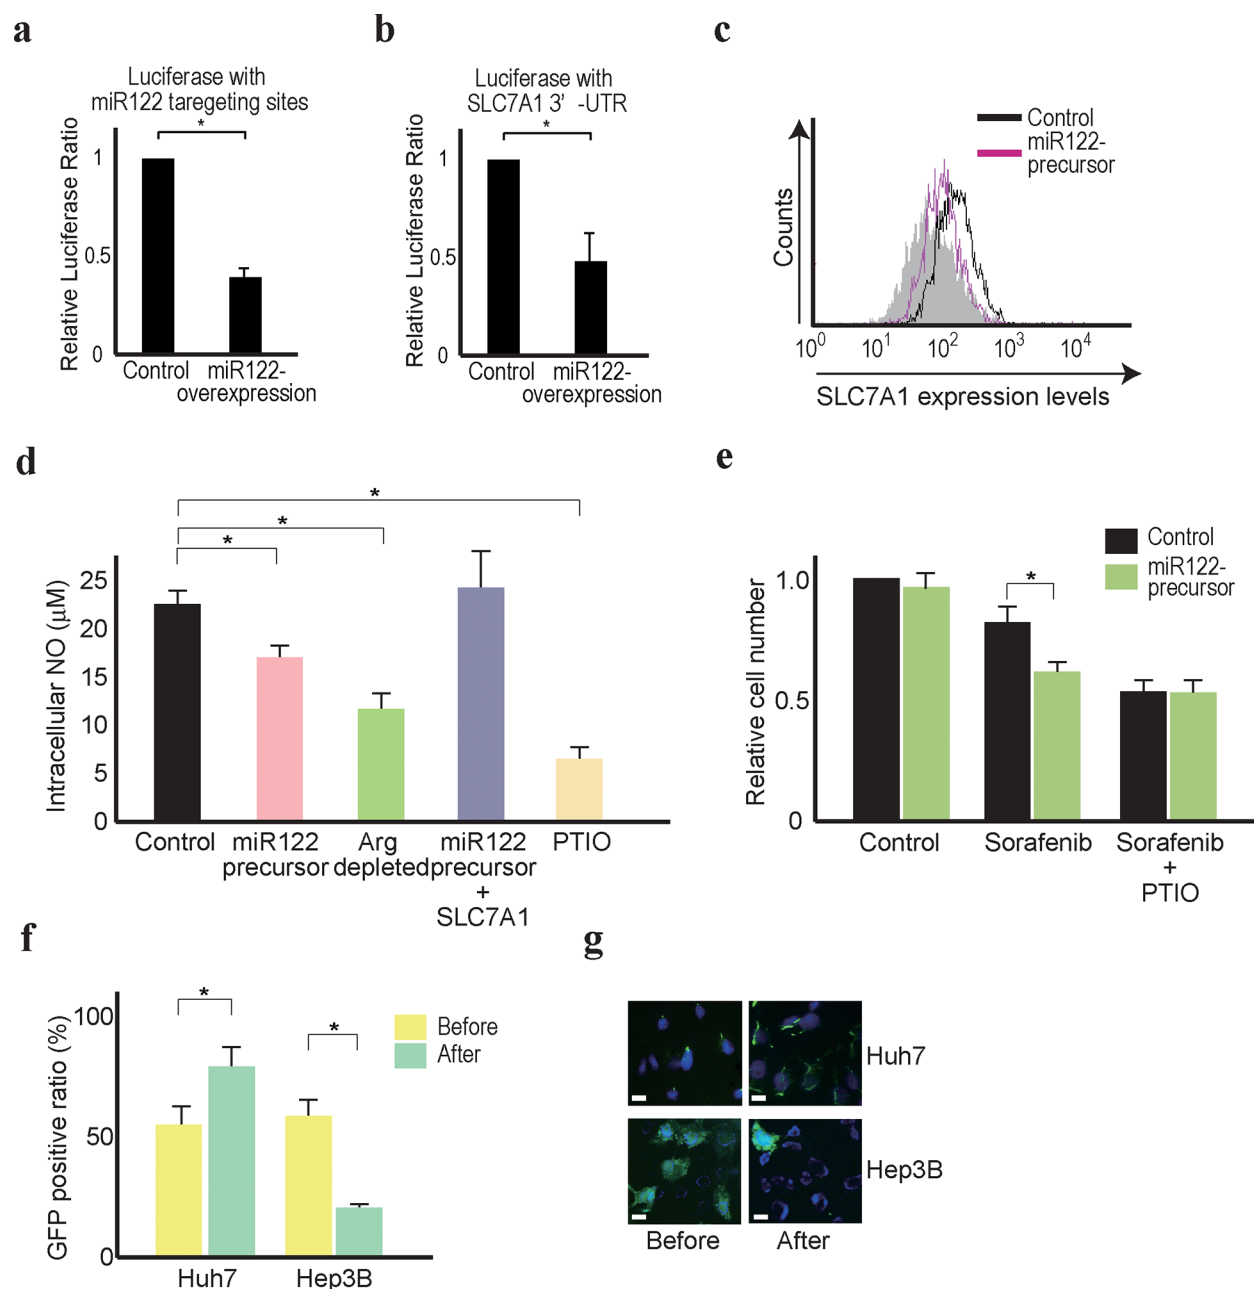 a
Luciferase with
miR122 taregeting sites
*
Relative Luciferase Ratio
1
0.5
0
Control
miR122-
overexpression
b
Luciferase with
SLC7A1 3' -UTR
*
Relative Luciferase Ratio
1
0.5
0
Control
miR122-
overexpression
c
Control
miR122-
precursor
Counts
10^0 10^1 10^2 10^3 10^4
SLC7A1 expression levels
d
*
*
*
Intracellular NO (μM)
25
20
15
10
5
0
Control
miR122
precursor
Arg
depleted
miR122
precursor
+
SLC7A1
PTIO
e
Control
miR122-
precursor
*
Relative cell number
1.0
0.5
0
Control
Sorafenib
Sorafenib
+
PTIO
f
*
*
Before
After
GFP positive ratio (%)
100
50
0
Huh7
Hep3B
g
Huh7
Hep3B
Before
After